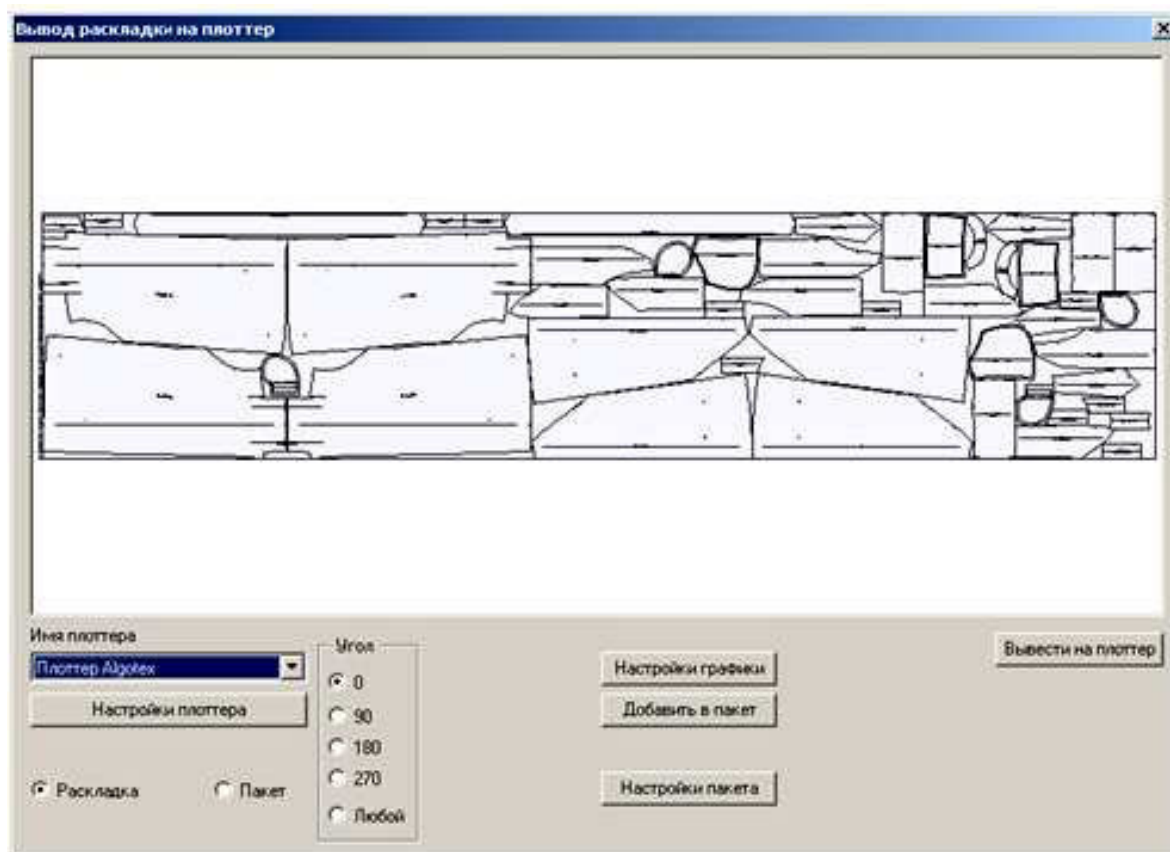 Вывод раскладки на плоттер
Имя плоттера
Плоттер Algotex
Настройки плоттера
Раскладка
Пакет
Угол
0
90
180
270
Любой
Настройки графики
Добавить в пакет
Настройки пакета
Вывести на плоттер